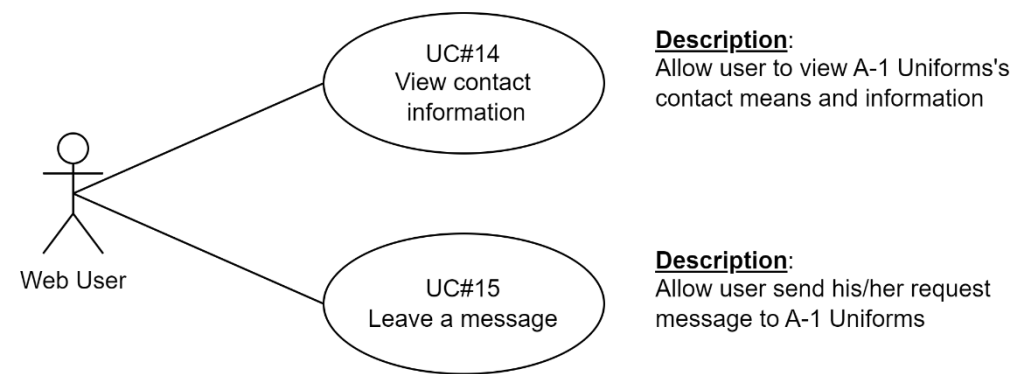 UC#14
View contact
information
Description:
Allow user to view A-1 Uniforms's
contact means and information
Web User
UC#15
Leave a message
Description:
Allow user send his/her request
message to A-1 Uniforms